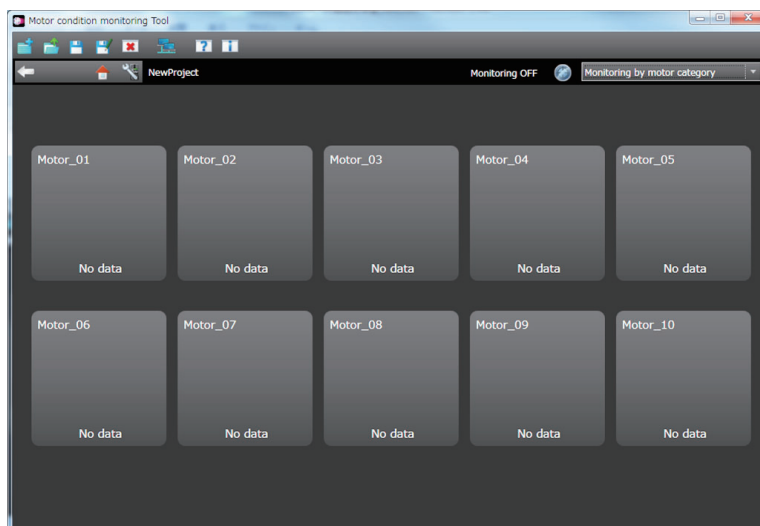 Motor condition monitoring Tool
NewProject Monitoring OFF Monitoring by motor category
Motor_01 Motor_02 Motor_03 Motor_04 Motor_05
No data No data No data No data No data
Motor_06 Motor_07 Motor_08 Motor_09 Motor_10
No data No data No data No data No data